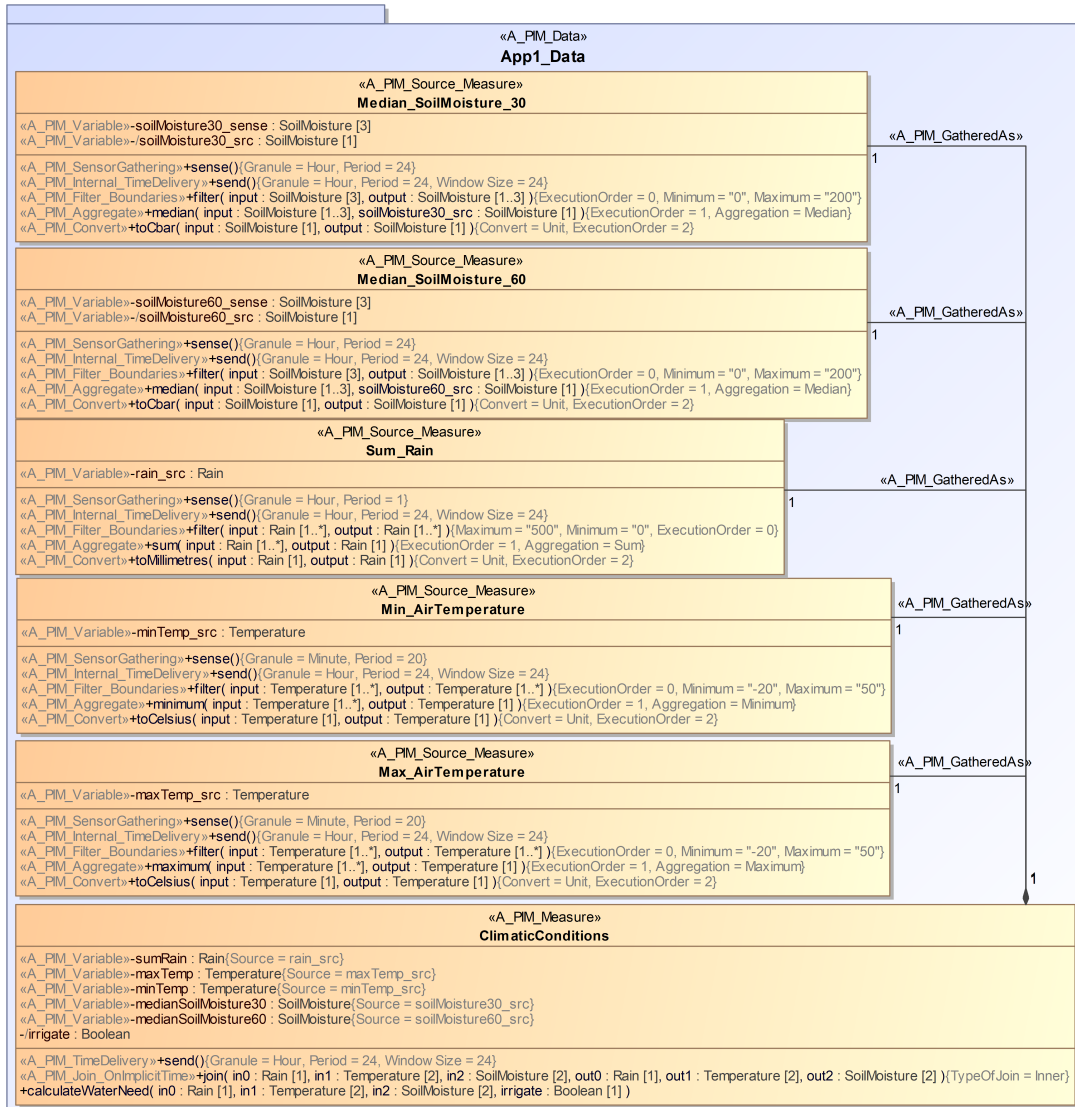 «A_PIM_Data»
App1_Data
«A_PIM_Source_Measure»
Median_SoilMoisture_30
«A_PIM_Variable»-soilMoisture30_sense : SoilMoisture [3]
«A_PIM_Variable»-/soilMoisture30_src : SoilMoisture [1]
«A_PIM_SensorGathering»+sense(){Granule = Hour, Period = 24}
«A_PIM_Internal_TimeDelivery»+send(){Granule = Hour, Period = 24, Window Size = 24}
«A_PIM_Filter_Boundaries»+filter( input : SoilMoisture [3], output : SoilMoisture [1..3] ){ExecutionOrder = 0, Minimum = "0", Maximum = "200"}
«A_PIM_Aggregate»+median( input : SoilMoisture [1..3], soilMoisture30_src : SoilMoisture [1] ){ExecutionOrder = 1, Aggregation = Median}
«A_PIM_Convert»+toCbar( input : SoilMoisture [1], output : SoilMoisture [1] ){Convert = Unit, ExecutionOrder = 2}
«A_PIM_GatheredAs»
1
«A_PIM_Source_Measure»
Median_SoilMoisture_60
«A_PIM_Variable»-soilMoisture60_sense : SoilMoisture [3]
«A_PIM_Variable»-/soilMoisture60_src : SoilMoisture [1]
«A_PIM_SensorGathering»+sense(){Granule = Hour, Period = 24}
«A_PIM_Internal_TimeDelivery»+send(){Granule = Hour, Period = 24, Window Size = 24}
«A_PIM_Filter_Boundaries»+filter( input : SoilMoisture [3], output : SoilMoisture [1..3] ){ExecutionOrder = 0, Minimum = "0", Maximum = "200"}
«A_PIM_Aggregate»+median( input : SoilMoisture [1..3], soilMoisture60_src : SoilMoisture [1] ){ExecutionOrder = 1, Aggregation = Median}
«A_PIM_Convert»+toCbar( input : SoilMoisture [1], output : SoilMoisture [1] ){Convert = Unit, ExecutionOrder = 2}
«A_PIM_GatheredAs»
1
«A_PIM_Source_Measure»
Sum_Rain
«A_PIM_Variable»-rain_src : Rain
«A_PIM_SensorGathering»+sense(){Granule = Hour, Period = 1}
«A_PIM_Internal_TimeDelivery»+send(){Granule = Hour, Period = 24, Window Size = 24}
«A_PIM_Filter_Boundaries»+filter( input : Rain [1..*], output : Rain [1..*] ){Maximum = "500", Minimum = "0", ExecutionOrder = 0}
«A_PIM_Aggregate»+sum( input : Rain [1..*], output : Rain [1] ){ExecutionOrder = 1, Aggregation = Sum}
«A_PIM_Convert»+toMillimetres( input : Rain [1], output : Rain [1] ){Convert = Unit, ExecutionOrder = 2}
«A_PIM_GatheredAs»
1
«A_PIM_Source_Measure»
Min_AirTemperature
«A_PIM_Variable»-minTemp_src : Temperature
«A_PIM_SensorGathering»+sense(){Granule = Minute, Period = 20}
«A_PIM_Internal_TimeDelivery»+send(){Granule = Hour, Period = 24, Window Size = 24}
«A_PIM_Filter_Boundaries»+filter( input : Temperature [1..*], output : Temperature [1..*] ){ExecutionOrder = 0, Minimum = "-20", Maximum = "50"}
«A_PIM_Aggregate»+minimum( input : Temperature [1..*], output : Temperature [1] ){ExecutionOrder = 1, Aggregation = Minimum}
«A_PIM_Convert»+toCelsius( input : Temperature [1], output : Temperature [1] ){Convert = Unit, ExecutionOrder = 2}
«A_PIM_GatheredAs»
1
«A_PIM_Source_Measure»
Max_AirTemperature
«A_PIM_Variable»-maxTemp_src : Temperature
«A_PIM_SensorGathering»+sense(){Granule = Minute, Period = 20}
«A_PIM_Internal_TimeDelivery»+send(){Granule = Hour, Period = 24, Window Size = 24}
«A_PIM_Filter_Boundaries»+filter( input : Temperature [1..*], output : Temperature [1..*] ){ExecutionOrder = 0, Minimum = "-20", Maximum = "50"}
«A_PIM_Aggregate»+maximum( input : Temperature [1..*], output : Temperature [1] ){ExecutionOrder = 1, Aggregation = Maximum}
«A_PIM_Convert»+toCelsius( input : Temperature [1], output : Temperature [1] ){Convert = Unit, ExecutionOrder = 2}
«A_PIM_GatheredAs»
1
1
«A_PIM_Measure»
ClimaticConditions
«A_PIM_Variable»-sumRain : Rain{Source = rain_src}
«A_PIM_Variable»-maxTemp : Temperature{Source = maxTemp_src}
«A_PIM_Variable»-minTemp : Temperature{Source = minTemp_src}
«A_PIM_Variable»-medianSoilMoisture30 : SoilMoisture{Source = soilMoisture30_src}
«A_PIM_Variable»-medianSoilMoisture60 : SoilMoisture{Source = soilMoisture60_src}
-/irrigate : Boolean
«A_PIM_TimeDelivery»+send(){Granule = Hour, Period = 24, Window Size = 24}
«A_PIM_Join_OnImplicitTime»+join( in0 : Rain [1], in1 : Temperature [2], in2 : SoilMoisture [2], out0 : Rain [1], out1 : Temperature [2], out2 : SoilMoisture [2] ){TypeOfJoin = Inner}
+calculateWaterNeed( in0 : Rain [1], in1 : Temperature [2], in2 : SoilMoisture [2], irrigate : Boolean [1] )